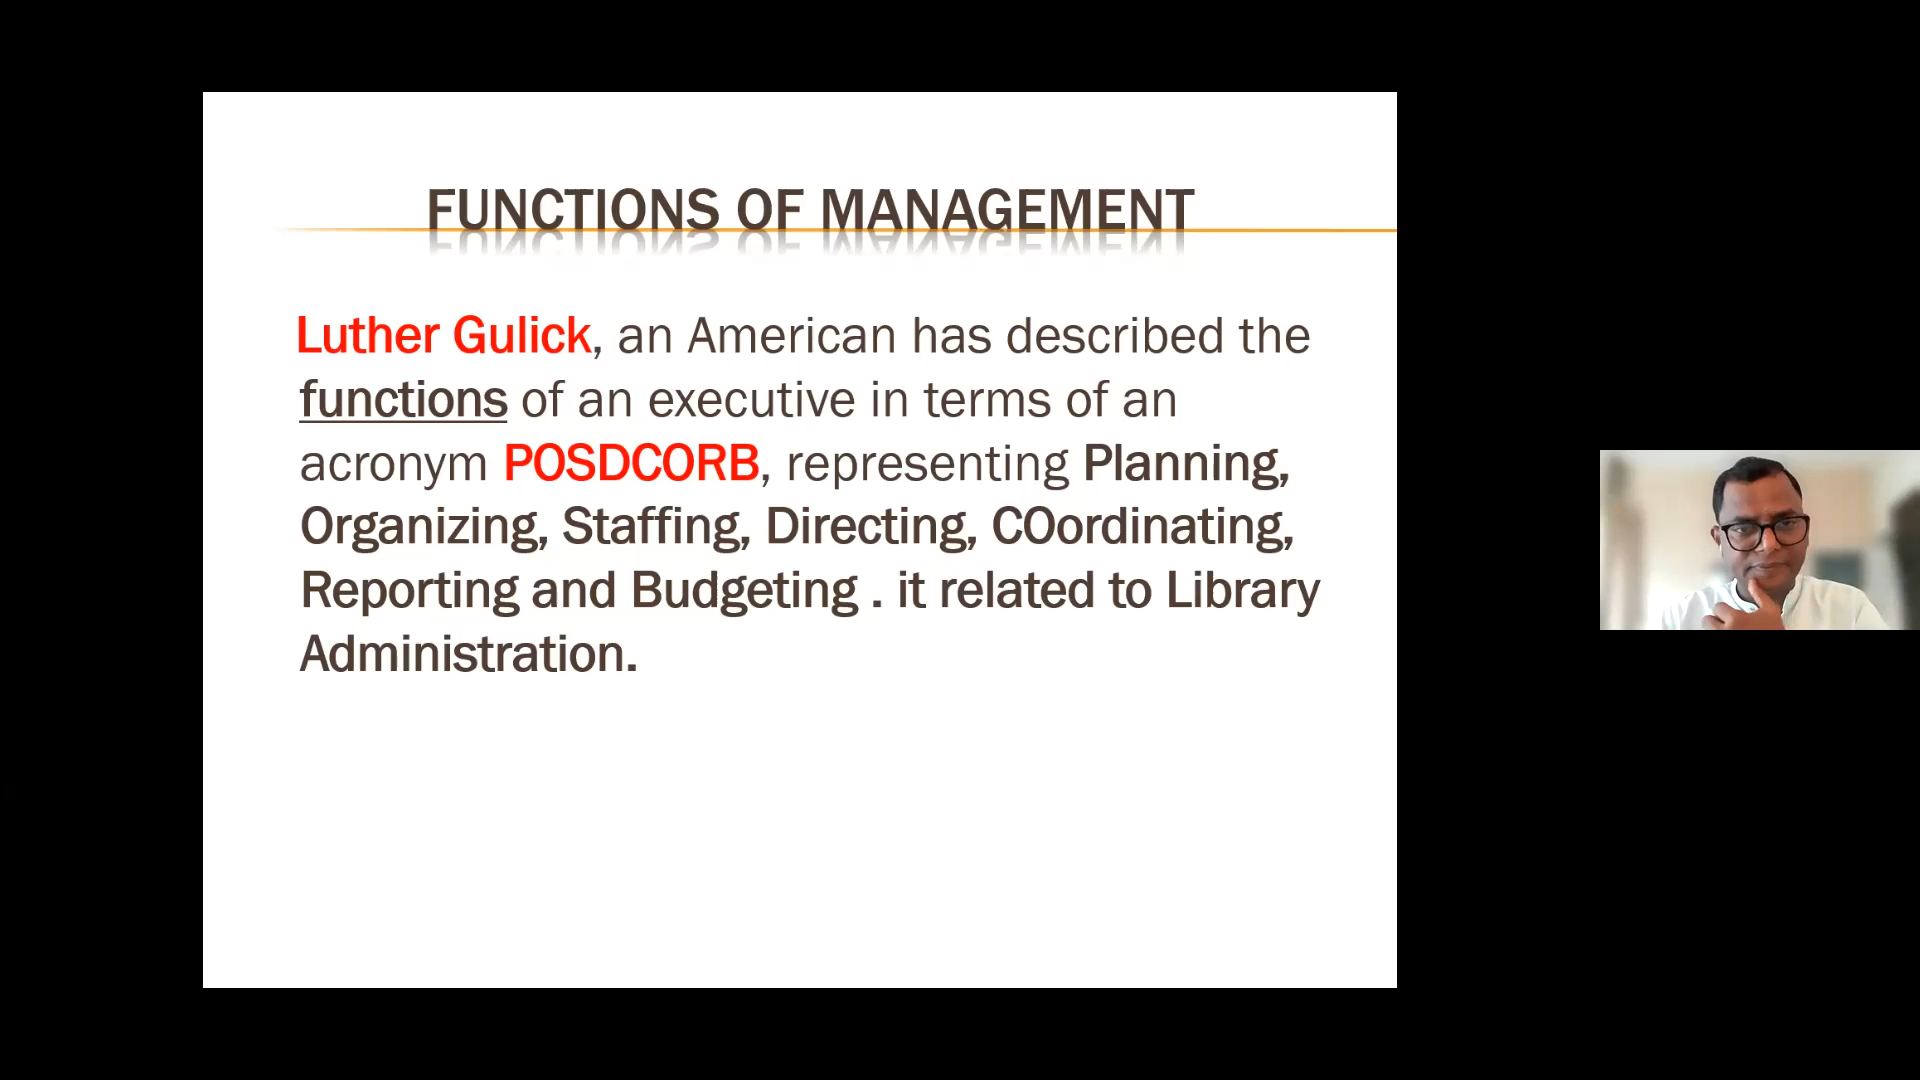 FUNCTIONS OF MANAGEMENT
Luther Gulick, an American has described the
functions of an executive in terms of an
acronym POSDCORB, representing Planning,
Organizing, Staffing, Directing, COordinating,
Reporting and Budgeting . it related to Library
Administration.